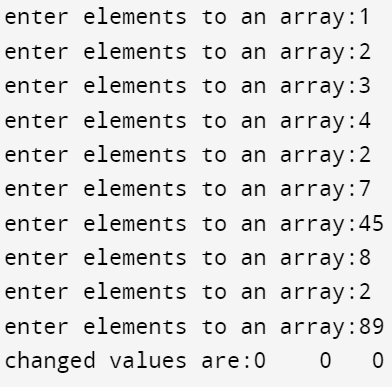 enter elements to an array:1
enter elements to an array:2
enter elements to an array:3
enter elements to an array:4
enter elements to an array:2
enter elements to an array:7
enter elements to an array:45
enter elements to an array:8
enter elements to an array:2
enter elements to an array:89
changed values are:0    0   0